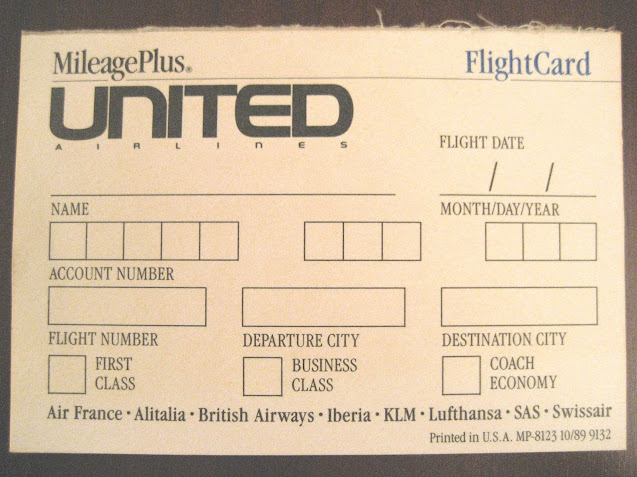 MileagePlus® FlightCard
UNITED
AIRLINES
FLIGHT DATE
/ /
NAME MONTH/DAY/YEAR
ACCOUNT NUMBER
FLIGHT NUMBER DEPARTURE CITY DESTINATION CITY
FIRST BUSINESS COACH
CLASS CLASS ECONOMY
Air France · Alitalia · British Airways · Iberia · KLM · Lufthansa · SAS · Swissair
Printed in U.S.A. MP-8123 10/89 9132